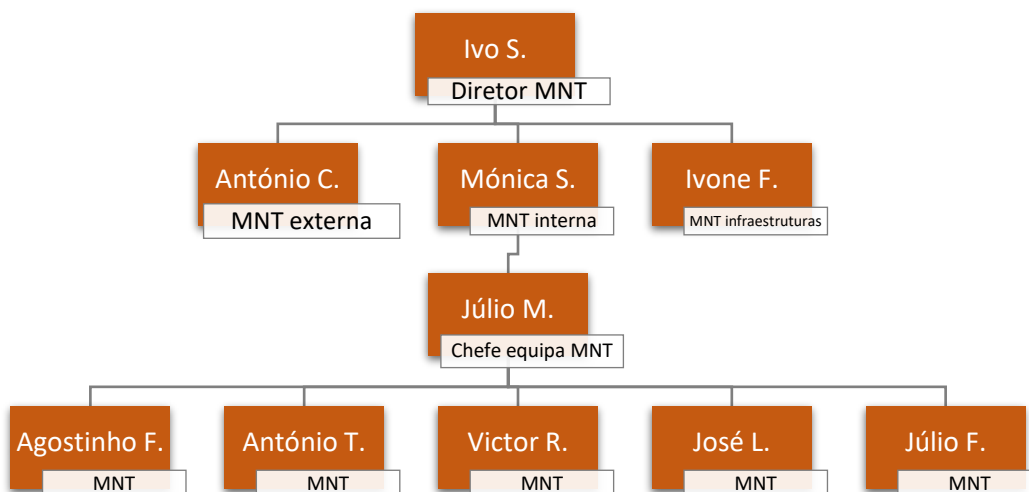 Ivo S.
Diretor MNT
António C.
MNT externa
Mónica S.
MNT interna
Ivone F.
MNT infraestruturas
Júlio M.
Chefe equipa MNT
Agostinho F.
MNT
António T.
MNT
Victor R.
MNT
José L.
MNT
Júlio F.
MNT